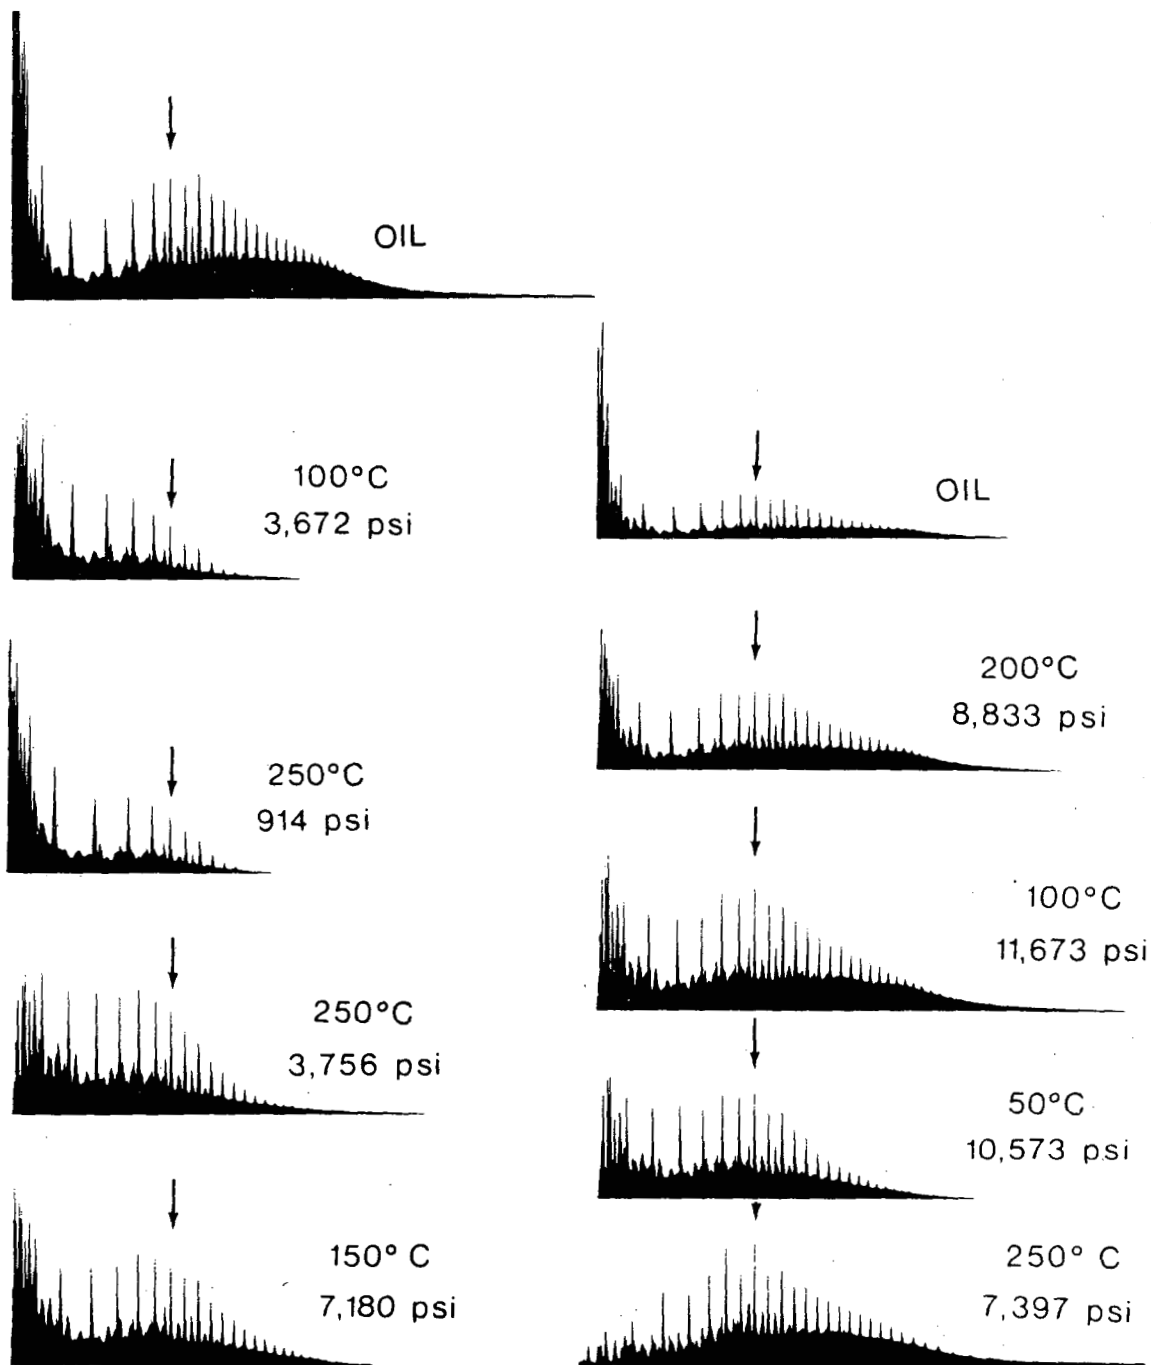 OIL
100°C
3,672 psi
250°C
914 psi
250°C
3,756 psi
150° C
7,180 psi
OIL
200°C
8,833 psi
100°C
11,673 psi
50°C
10,573 psi
250° C
7,397 psi